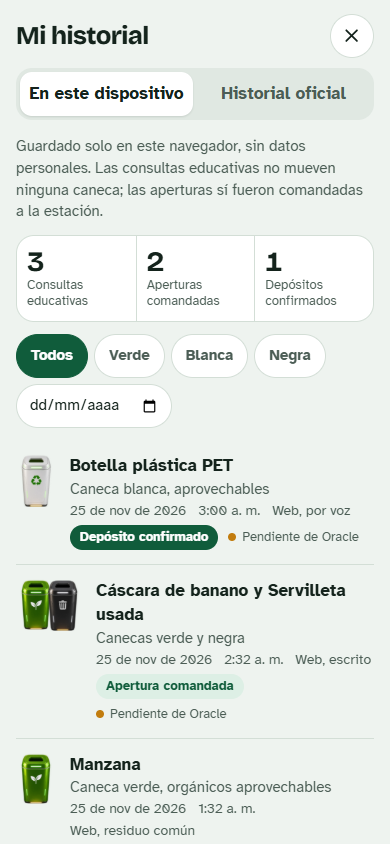 Mi historial
En este dispositivo
Historial oficial
Guardado solo en este navegador, sin datos
personales. Las consultas educativas no mueven
ninguna caneca; las aperturas sí fueron comandadas
a la estación.
3
Consultas
educativas
2
Aperturas
comandadas
1
Depósitos
confirmados
Todos
Verde
Blanca
Negra
dd/mm/aaaa
Botella plástica PET
Caneca blanca, aprovechables
25 de nov de 2026 3:00 a. m. Web, por voz
Depósito confirmado
Pendiente de Oracle
Cáscara de banano y Servilleta
usada
Canecas verde y negra
25 de nov de 2026 2:32 a. m. Web, escrito
Apertura comandada
Pendiente de Oracle
Manzana
Caneca verde, orgánicos aprovechables
25 de nov de 2026 1:32 a. m.
Web, residuo común